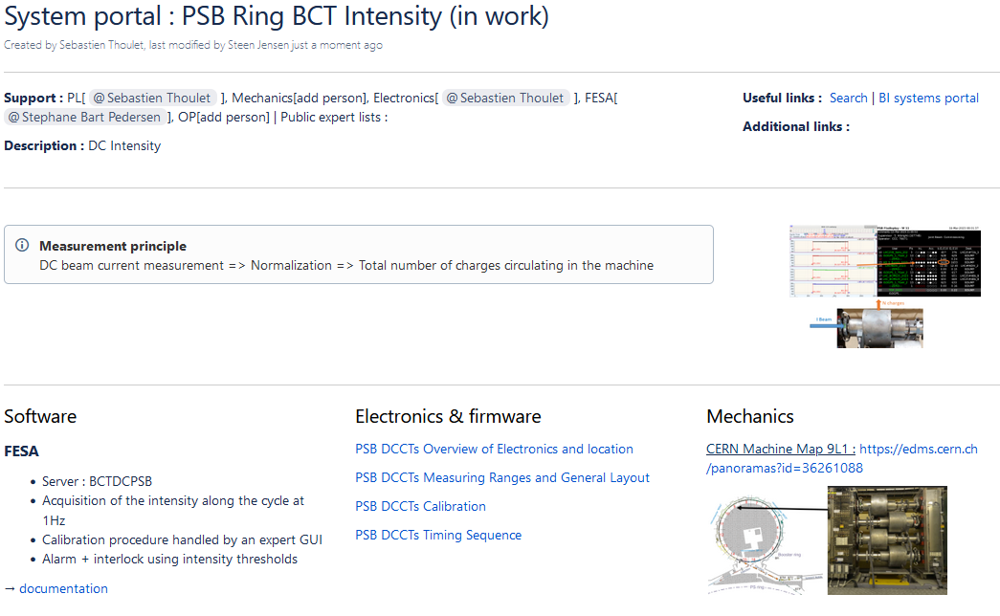 System portal : PSB Ring BCT Intensity (in work)
Created by Sebastien Thoulet, last modified by Steen Jensen just a moment ago
Support : PL[ @Sebastien Thoulet ], Mechanics[add person], Electronics[ @Sebastien Thoulet ], FESA[
@Stephane Bart Pedersen ], OP[add person] | Public expert lists :
Description : DC Intensity
Useful links : Search | BI systems portal
Additional links :
Measurement principle
DC beam current measurement => Normalization => Total number of charges circulating in the machine
N charges
I Beam
Software
FESA
• Server : BCTDCPSB
• Acquisition of the intensity along the cycle at
1Hz
• Calibration procedure handled by an expert GUI
• Alarm + interlock using intensity thresholds
→ documentation
Electronics & firmware
PSB DCCTs Overview of Electronics and location
PSB DCCTs Measuring Ranges and General Layout
PSB DCCTs Calibration
PSB DCCTs Timing Sequence
Mechanics
CERN Machine Map 9L1 : https://edms.cern.ch
/panoramas?id=36261088
Booster ring
PS ring